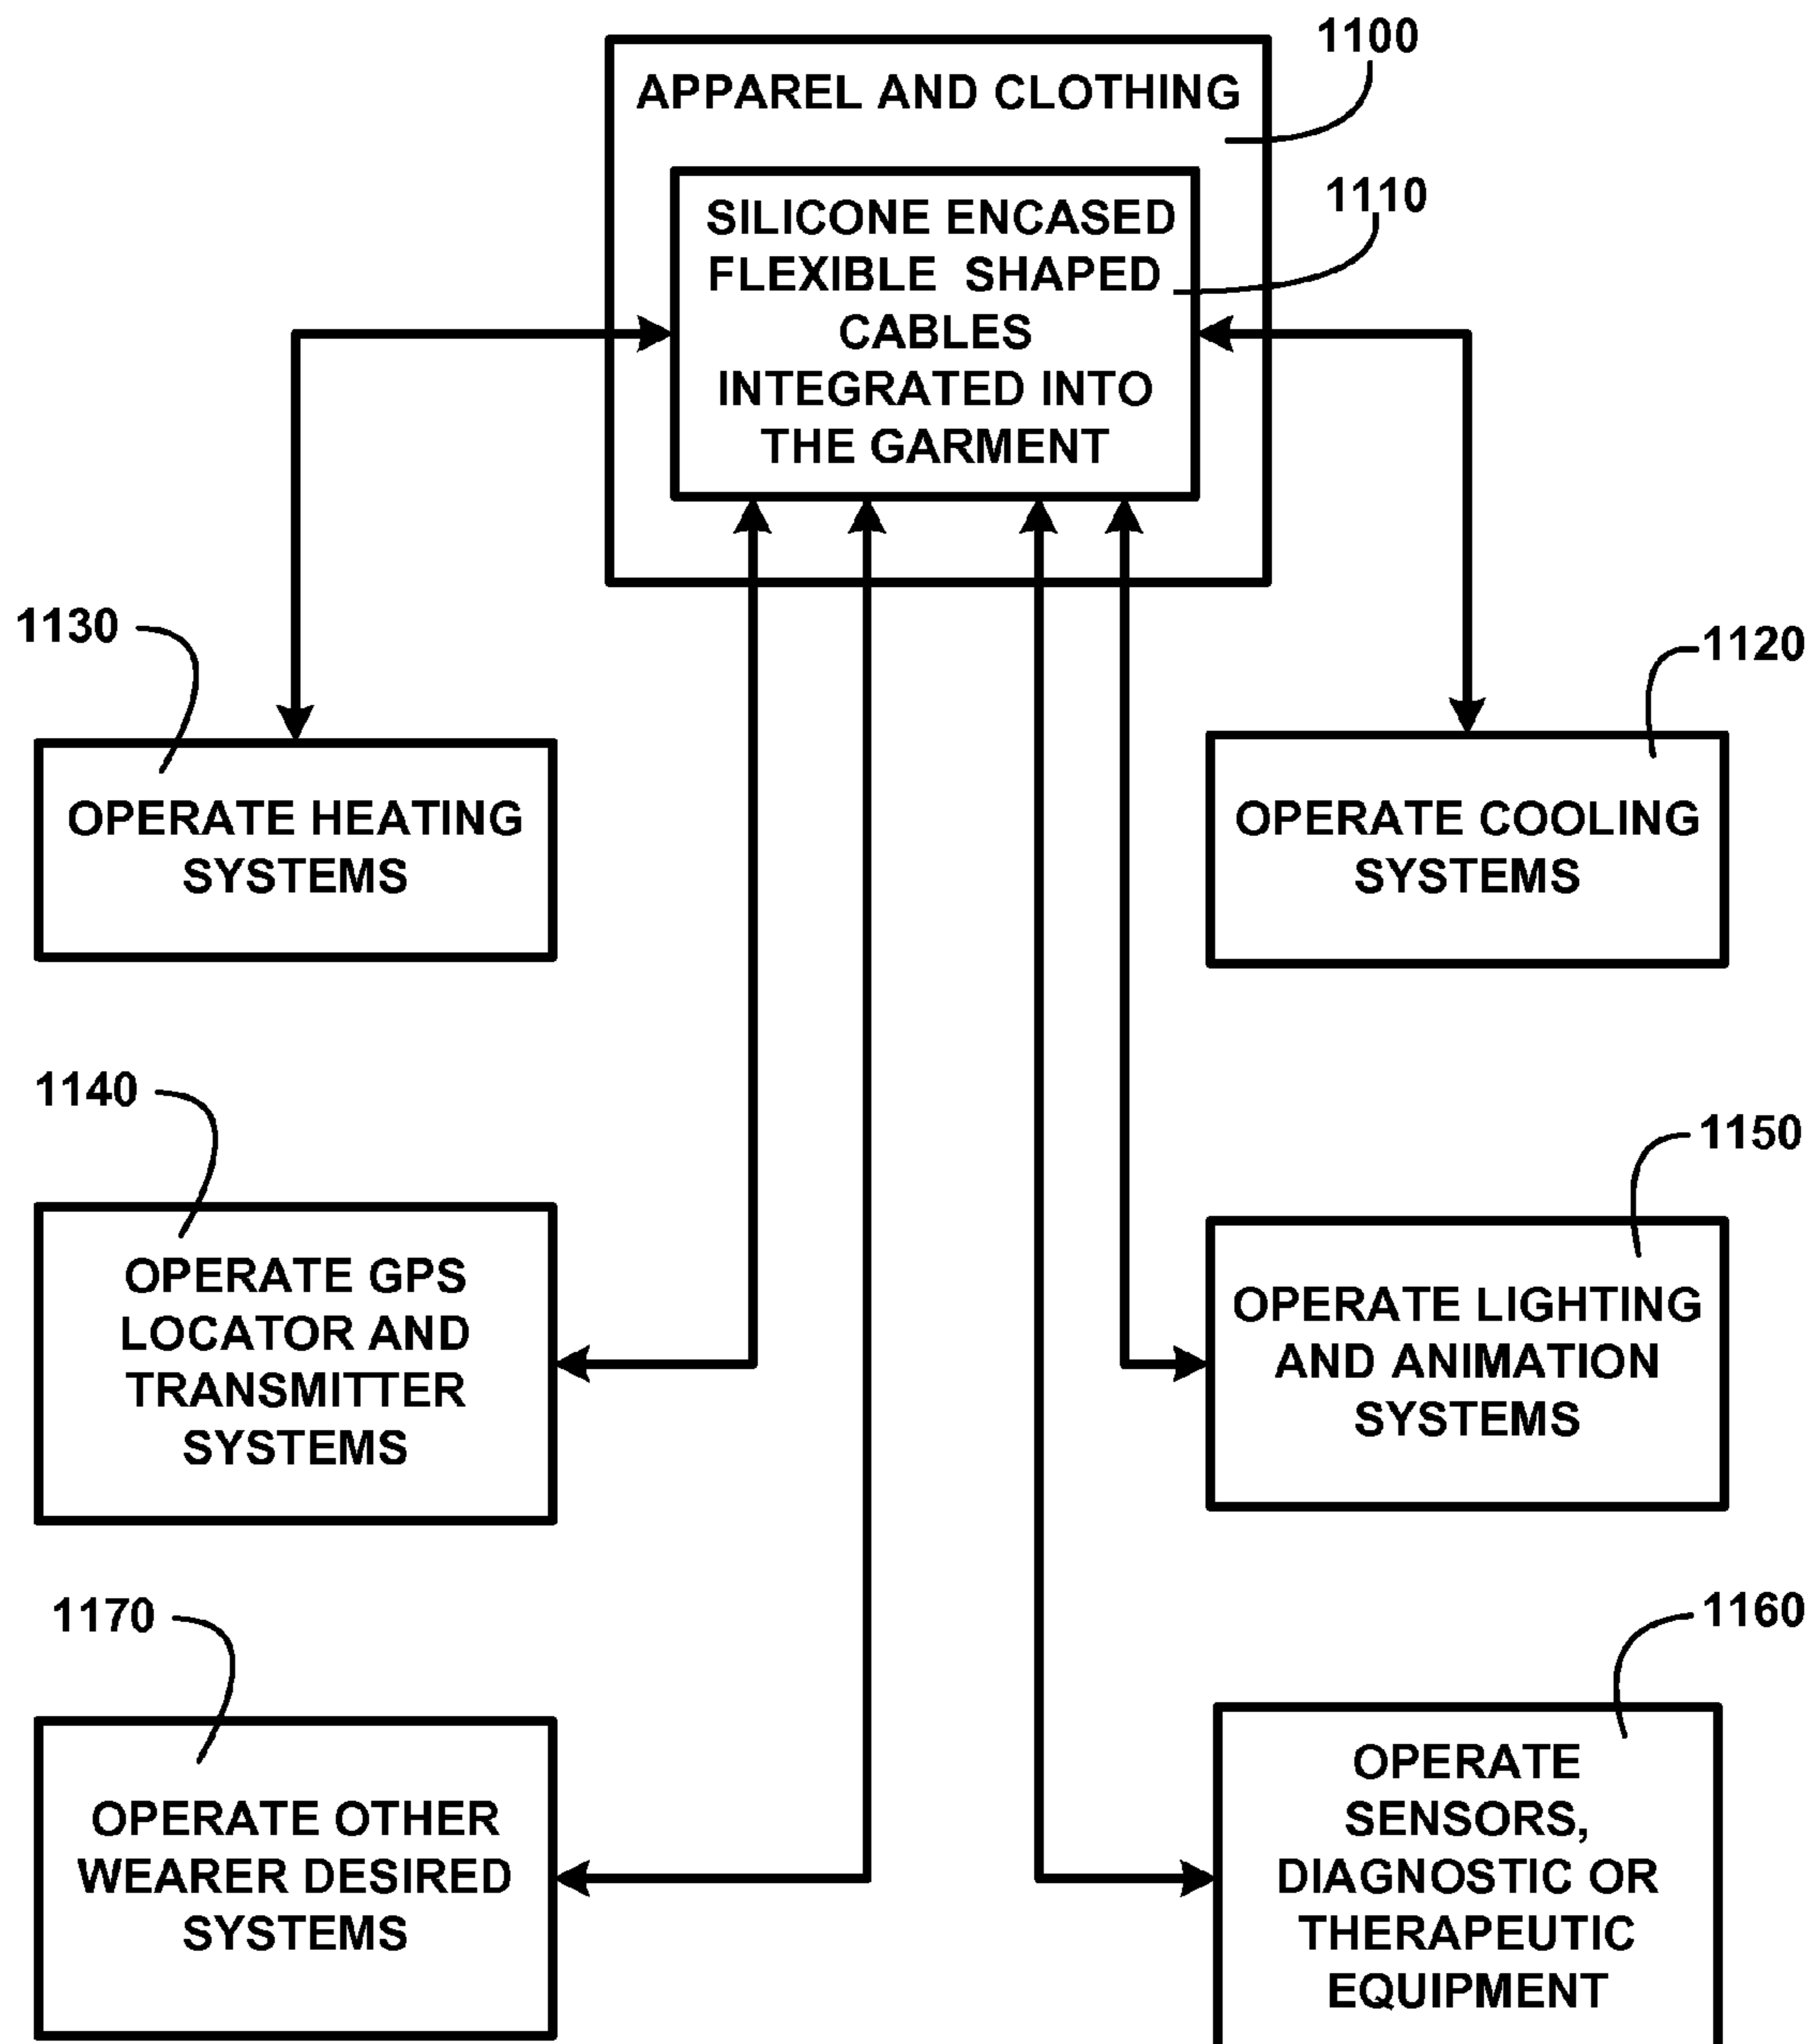 1100
APPAREL AND CLOTHING
1110
SILICONE ENCASED
FLEXIBLE SHAPED
CABLES
INTEGRATED INTO
THE GARMENT
1130
OPERATE HEATING
SYSTEMS
1120
OPERATE COOLING
SYSTEMS
1140
OPERATE GPS
LOCATOR AND
TRANSMITTER
SYSTEMS
1150
OPERATE LIGHTING
AND ANIMATION
SYSTEMS
1170
OPERATE OTHER
WEARER DESIRED
SYSTEMS
1160
OPERATE
SENSORS,
DIAGNOSTIC OR
THERAPEUTIC
EQUIPMENT